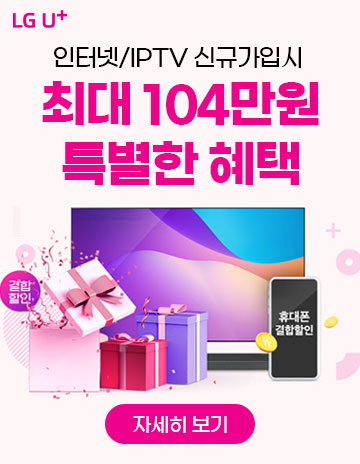 LG U+
인터넷/IPTV 신규가입시
최대 104만원
특별한 혜택
결합
할인
휴대폰
결합할인
자세히 보기